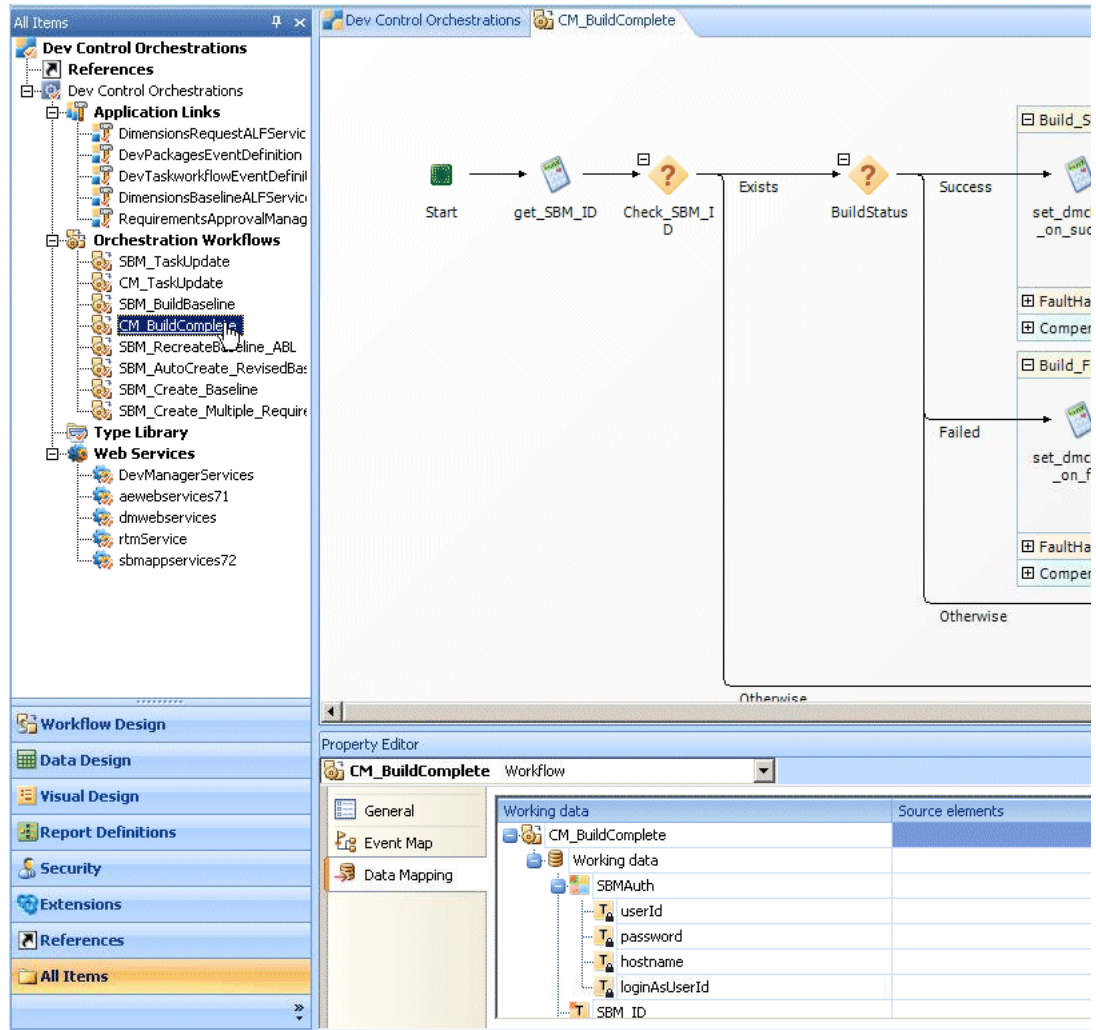 All Items
Dev Control Orchestrations
References
Dev Control Orchestrations
Application Links
DimensionsRequestALFServic
DevPackagesEventDefinition
DevTaskworkflowEventDefinit
DimensionsBaselineALFServic
RequirementsApprovalManag
Orchestration Workflows
SBM_TaskUpdate
CM_TaskUpdate
SBM_BuildBaseline
CM_BuildComplete
SBM_RecreateBaseline_ABL
SBM_AutoCreate_RevisedBas
SBM_Create_Baseline
SBM_Create_Multiple_Require
Type Library
Web Services
DevManagerServices
aewebservices71
dmwebservices
rtmService
sbmappservices72
Workflow Design
Data Design
Visual Design
Report Definitions
Security
Extensions
References
All Items
Dev Control Orchestrations
CM_BuildComplete
Start
get_SBM_ID
Check_SBM_I
D
Exists
BuildStatus
Success
Build_S
set_dmc
_on_suc
FaultHa
Comper
Build_F
Failed
set_dmc
_on_f
FaultHa
Comper
Otherwise
Otherwise
Property Editor
CM_BuildComplete Workflow
General
Event Map
Data Mapping
Working data
Source elements
CM_BuildComplete
Working data
SBMAuth
userId
password
hostname
loginAsUserId
SBM_ID